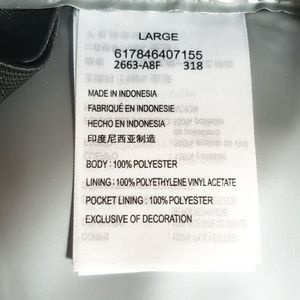 LARGE
617846407155
2663-A8F 318
MADE IN INDONESIA
FABRIQUÉ EN INDONESIE
HECHO EN INDONESIA
印度尼西亚制造
BODY : 100% POLYESTER
LINING : 100% POLYETHYLENE VINYL ACETATE
POCKET LINING : 100% POLYESTER
EXCLUSIVE OF DECORATION